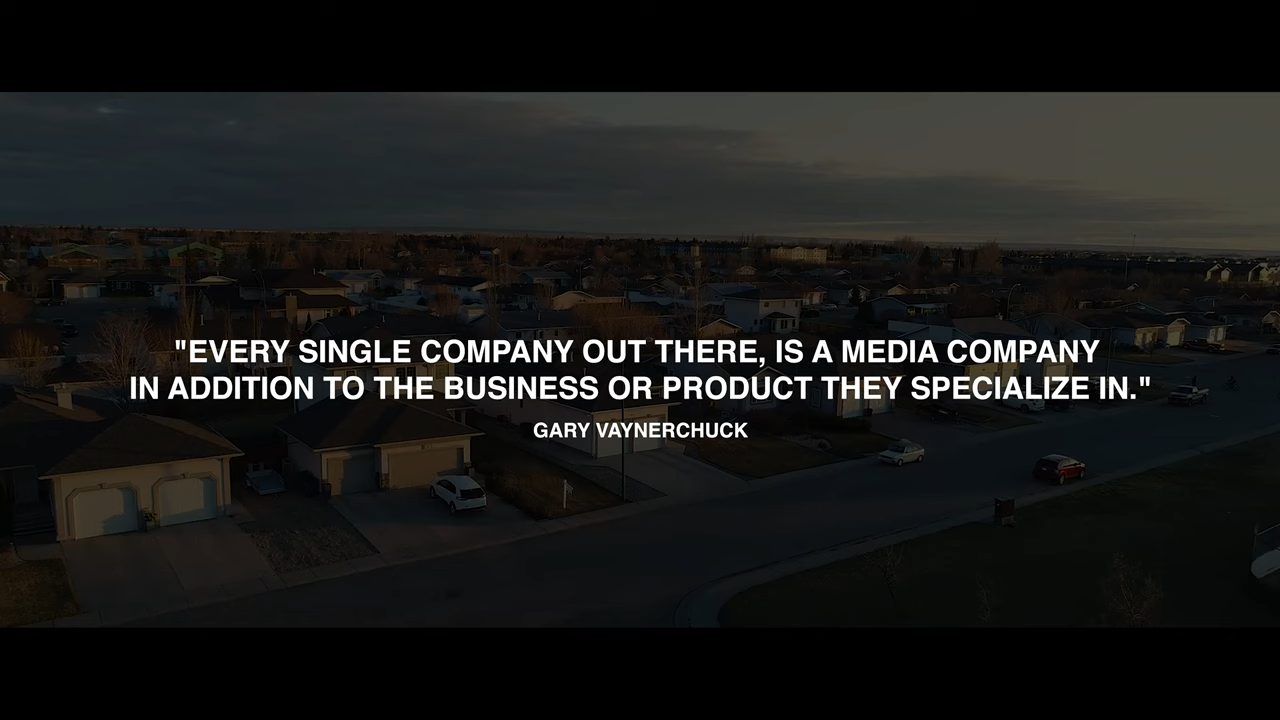 "EVERY SINGLE COMPANY OUT THERE, IS A MEDIA COMPANY
IN ADDITION TO THE BUSINESS OR PRODUCT THEY SPECIALIZE IN."
GARY VAYNERCHUCK